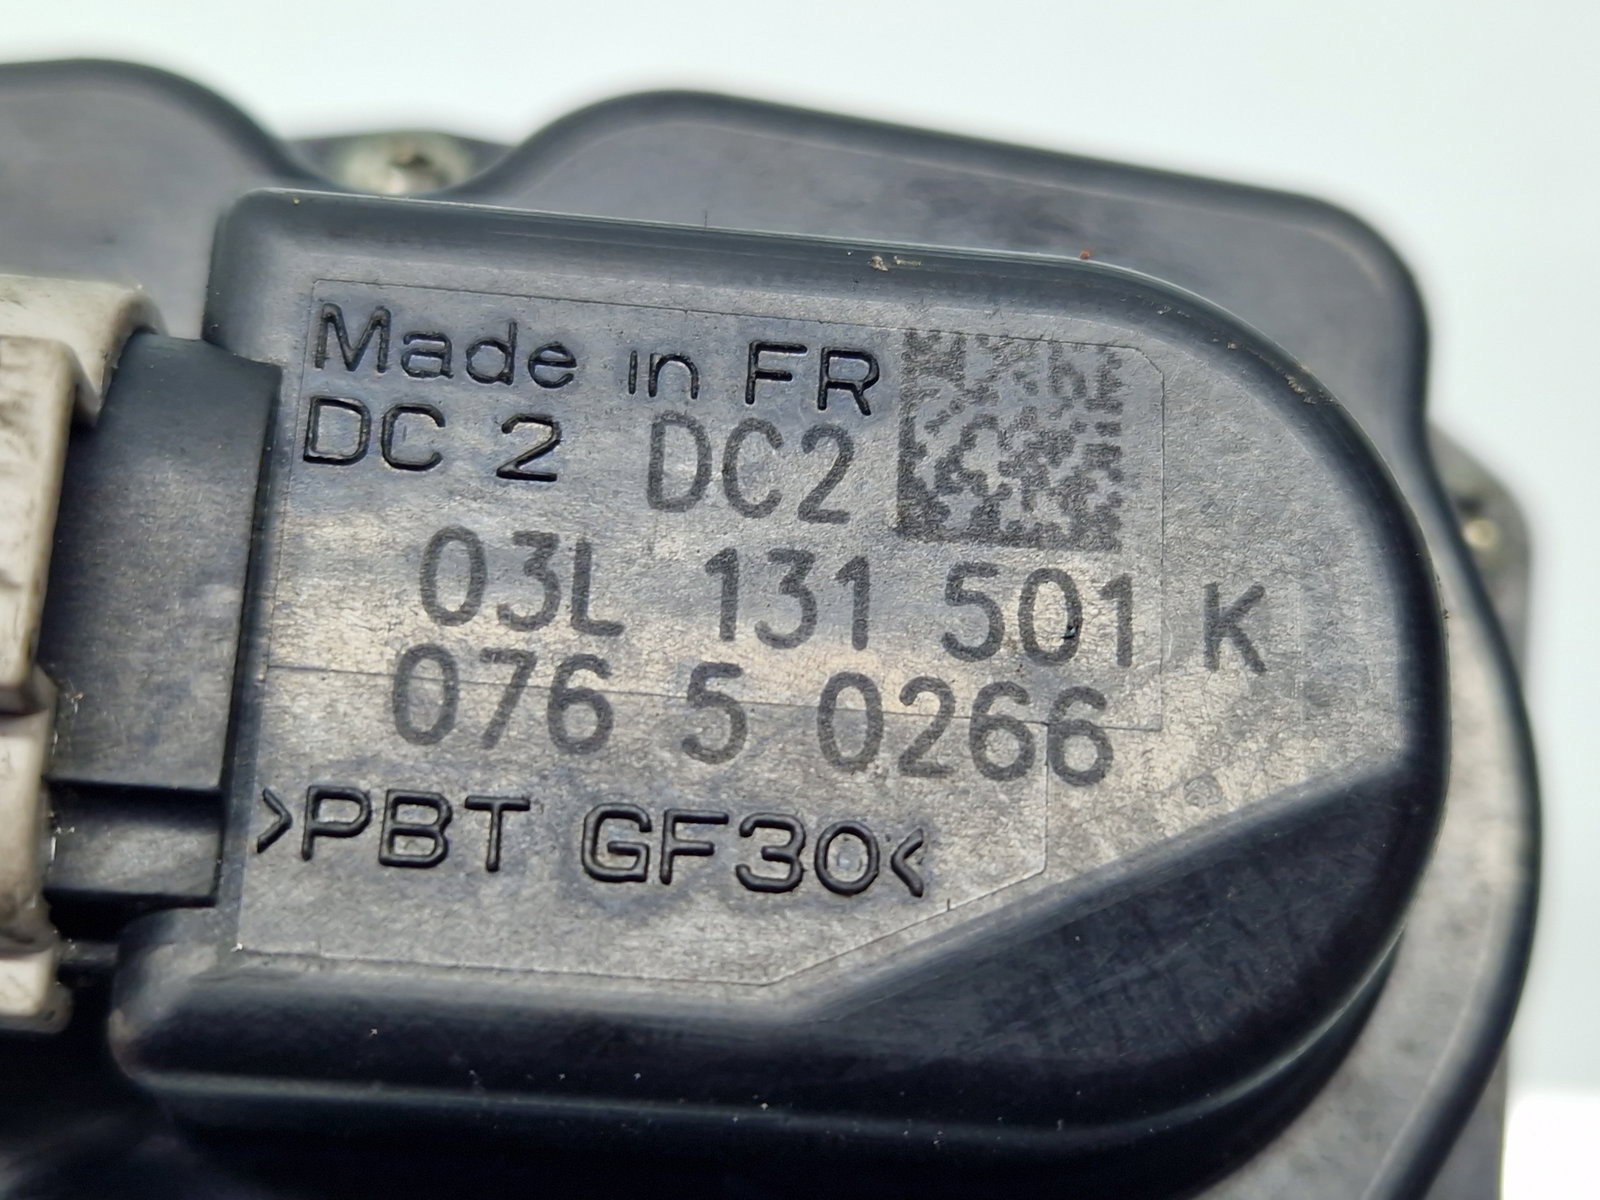 Made in FR
DC 2 DC2
03L 131 501 K
076 5 0266
>PBT GF30<